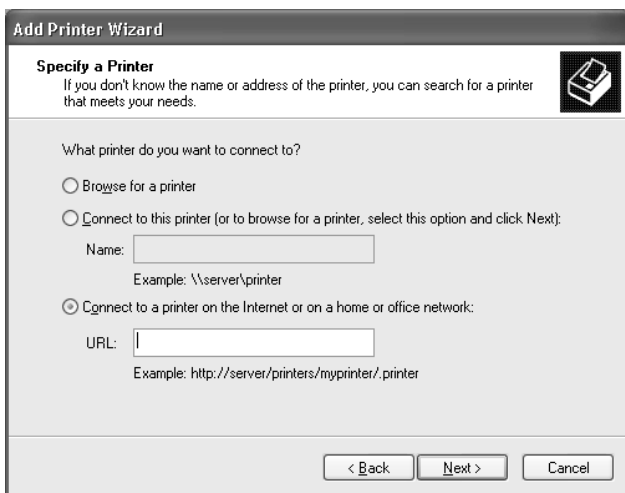 Add Printer Wizard
Specify a Printer
If you don't know the name or address of the printer, you can search for a printer
that meets your needs.
What printer do you want to connect to?
Browse for a printer
Connect to this printer (or to browse for a printer, select this option and click Next):
Name:
Example: \\server\printer
Connect to a printer on the Internet or on a home or office network:
URL:
Example: http://server/printers/myprinter/.printer
< Back Next > Cancel